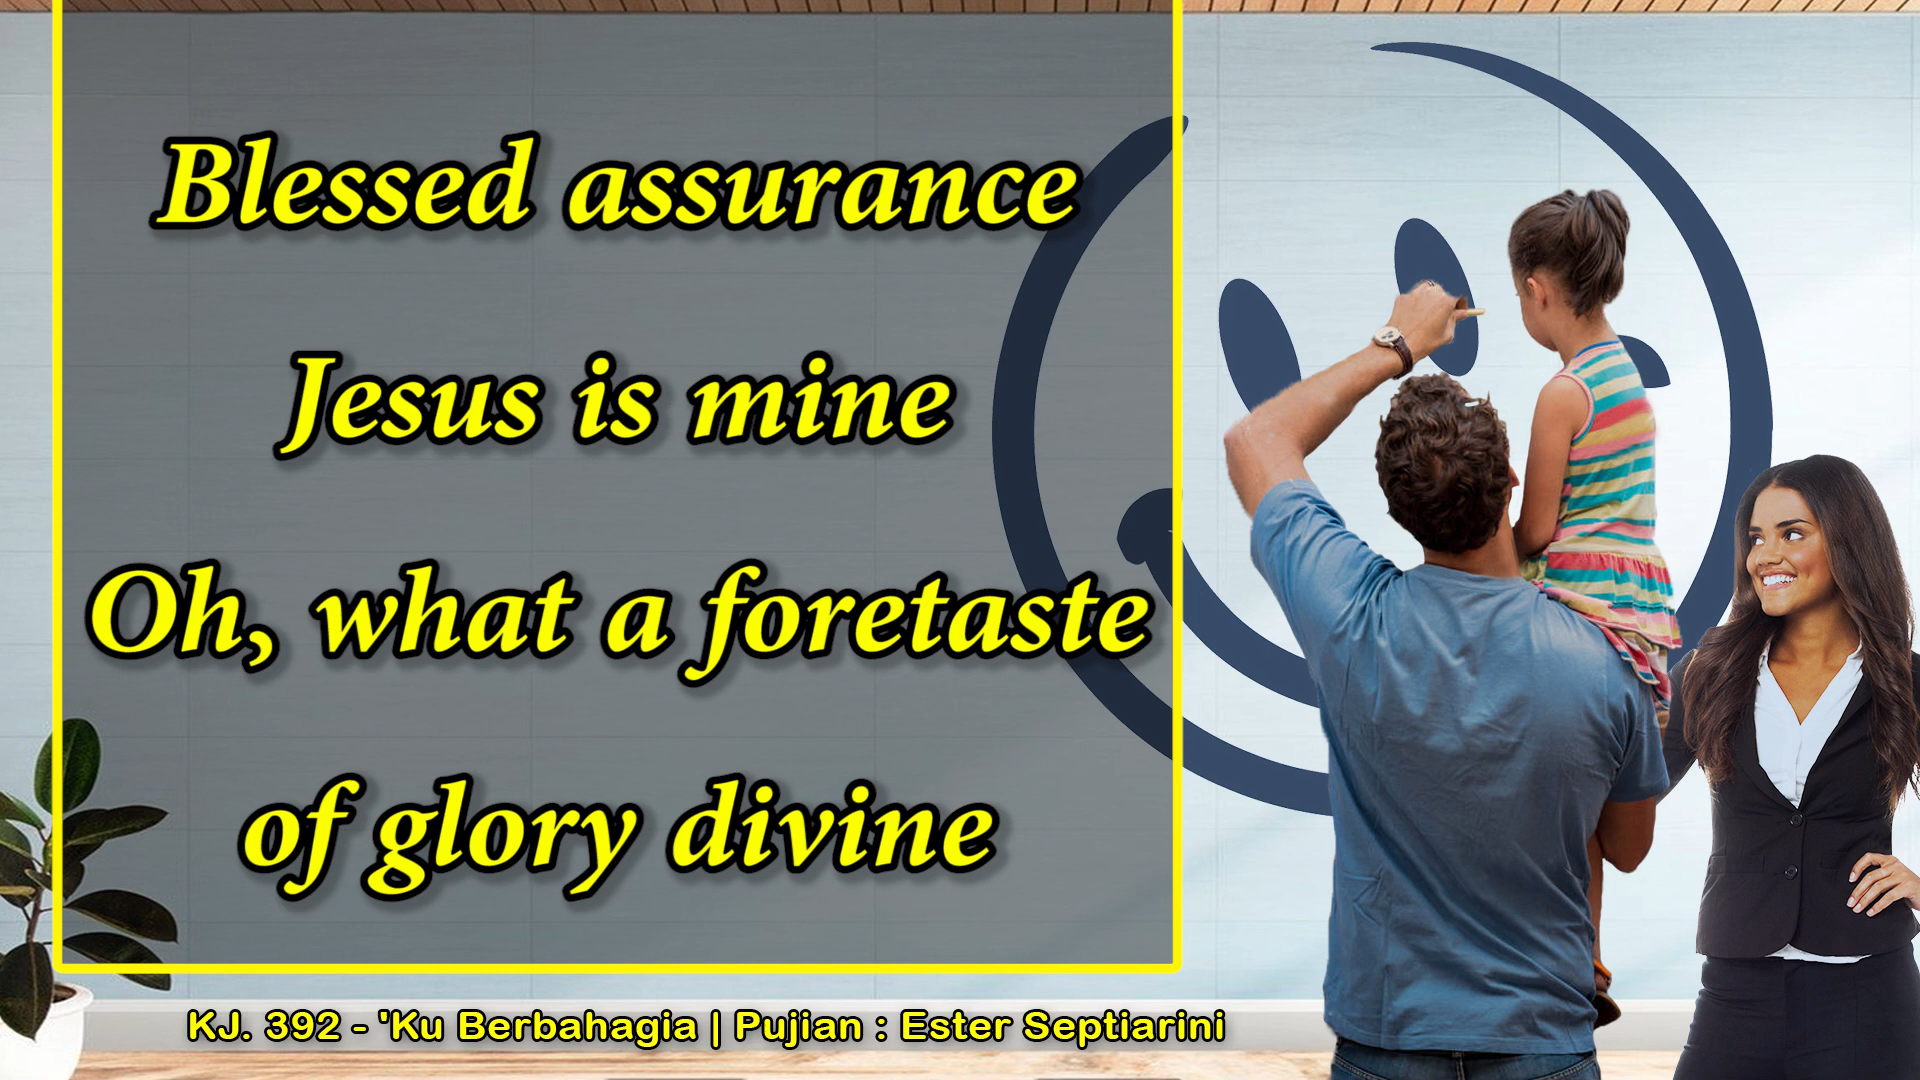 Blessed assurance
Jesus is mine
Oh, what a foretaste
of glory divine
KJ. 392 - 'Ku Berbahagia | Pujian : Ester Septiarini